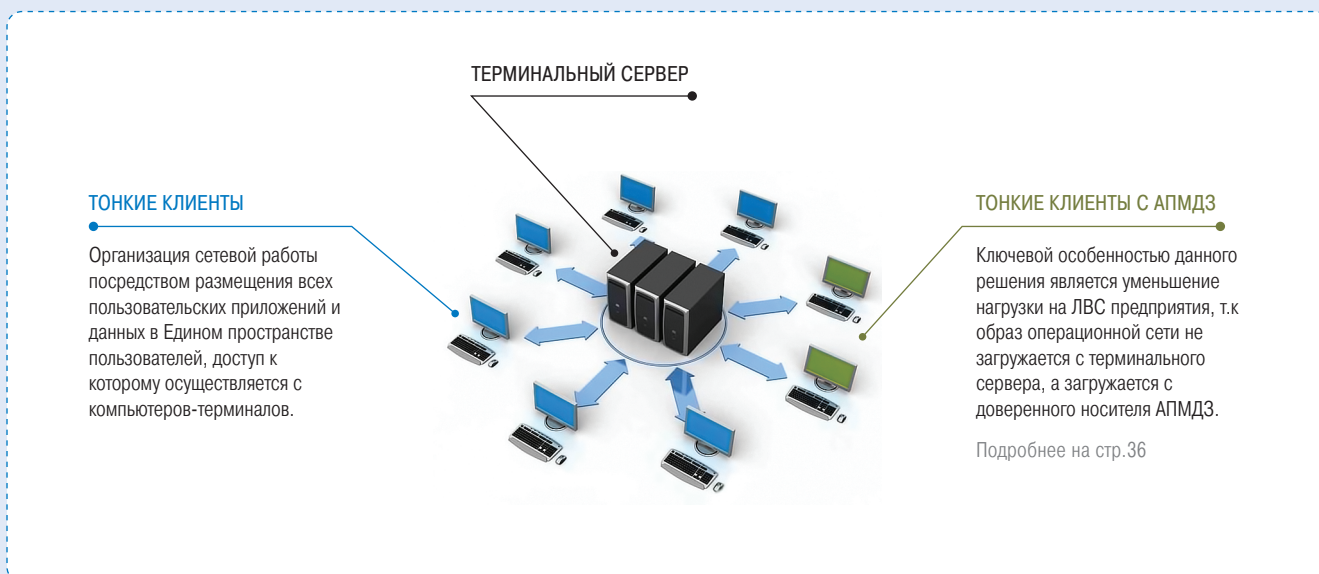 ТЕРМИНАЛЬНЫЙ СЕРВЕР
ТОНКИЕ КЛИЕНТЫ
Организация сетевой работы
посредством размещения всех
пользовательских приложений и
данных в Едином пространстве
пользователей, доступ к
которому осуществляется с
компьютеров-терминалов.
ТОНКИЕ КЛИЕНТЫ С АПМДЗ
Ключевой особенностью данного
решения является уменьшение
нагрузки на ЛВС предприятия, т.к
образ операционной сети не
загружается с терминального
сервера, а загружается с
доверенного носителя АПМДЗ.
Подробнее на стр.36